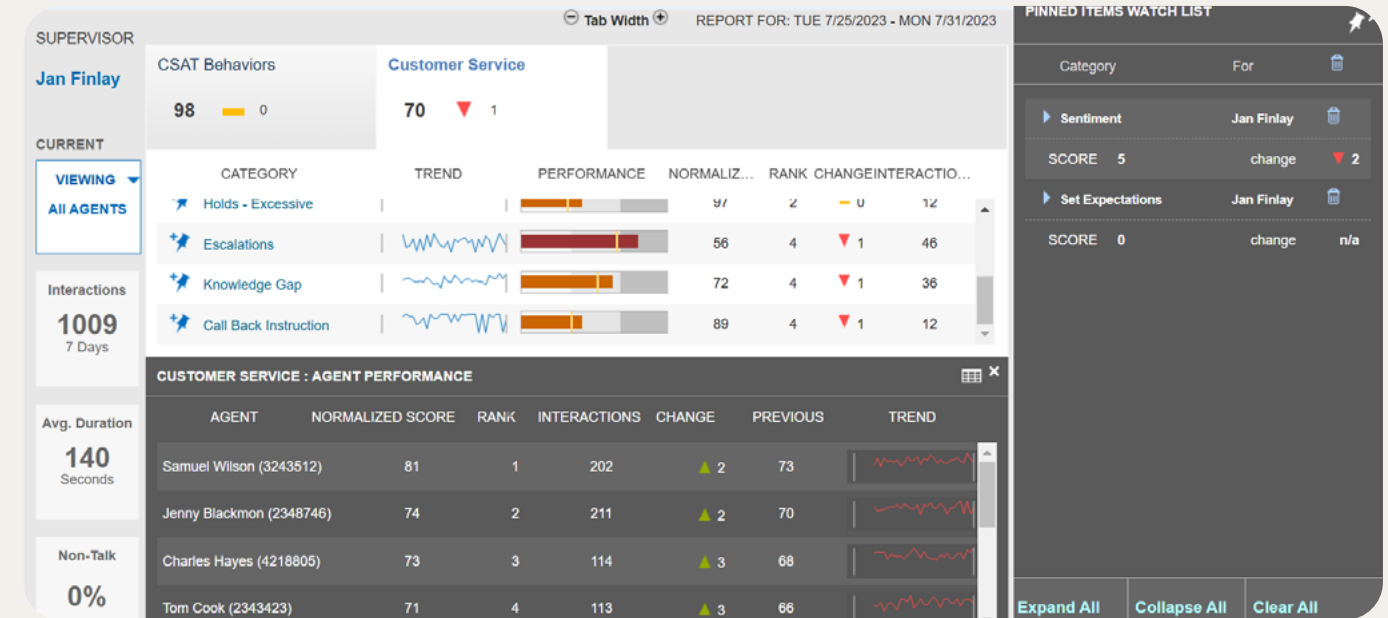 SUPERVISOR
Jan Finlay
CURRENT
VIEWING
All AGENTS
Interactions
1009
7 Days
Avg. Duration
140
Seconds
Non-Talk
0%
Tab Width
REPORT FOR: TUE 7/25/2023 - MON 7/31/2023
CSAT Behaviors
98 0
Customer Service
70 1
CATEGORY TREND PERFORMANCE NORMALIZ... RANK CHANGE INTERACTIO...
Holds - Excessive 97 2 0 12
Escalations 56 4 1 46
Knowledge Gap 72 4 1 36
Call Back Instruction 89 4 1 12
CUSTOMER SERVICE : AGENT PERFORMANCE
AGENT NORMALIZED SCORE RANK INTERACTIONS CHANGE PREVIOUS TREND
Samuel Wilson (3243512) 81 1 202 2 73
Jenny Blackmon (2348746) 74 2 211 2 70
Charles Hayes (4218805) 73 3 114 3 68
Tom Cook (2343423) 71 4 113 3 66
PINNED ITEMS WATCH LIST
Category For
Sentiment Jan Finlay
SCORE 5 change 2
Set Expectations Jan Finlay
SCORE 0 change n/a
Expand All Collapse All Clear All